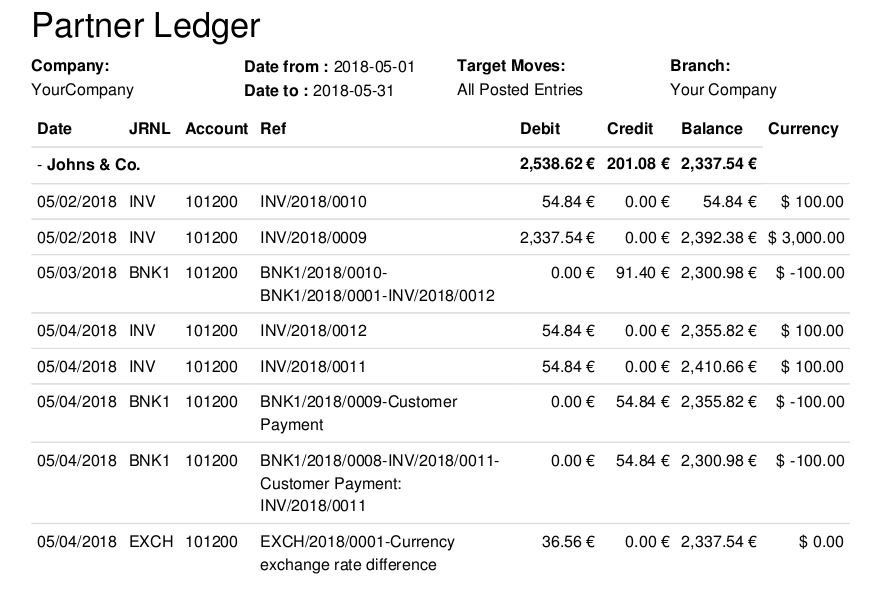 Partner Ledger
Company: Date from : 2018-05-01 Target Moves: Branch:
YourCompany Date to : 2018-05-31 All Posted Entries Your Company
Date JRNL Account Ref Debit Credit Balance Currency
- Johns & Co. 2,538.62 € 201.08 € 2,337.54 €
05/02/2018 INV 101200 INV/2018/0010 54.84 € 0.00 € 54.84 € $ 100.00
05/02/2018 INV 101200 INV/2018/0009 2,337.54 € 0.00 € 2,392.38 € $ 3,000.00
05/03/2018 BNK1 101200 BNK1/2018/0010- 0.00 € 91.40 € 2,300.98 € $ -100.00
BNK1/2018/0001-INV/2018/0012
05/04/2018 INV 101200 INV/2018/0012 54.84 € 0.00 € 2,355.82 € $ 100.00
05/04/2018 INV 101200 INV/2018/0011 54.84 € 0.00 € 2,410.66 € $ 100.00
05/04/2018 BNK1 101200 BNK1/2018/0009-Customer 0.00 € 54.84 € 2,355.82 € $ -100.00
Payment
05/04/2018 BNK1 101200 BNK1/2018/0008-INV/2018/0011- 0.00 € 54.84 € 2,300.98 € $ -100.00
Customer Payment:
INV/2018/0011
05/04/2018 EXCH 101200 EXCH/2018/0001-Currency 36.56 € 0.00 € 2,337.54 € $ 0.00
exchange rate difference